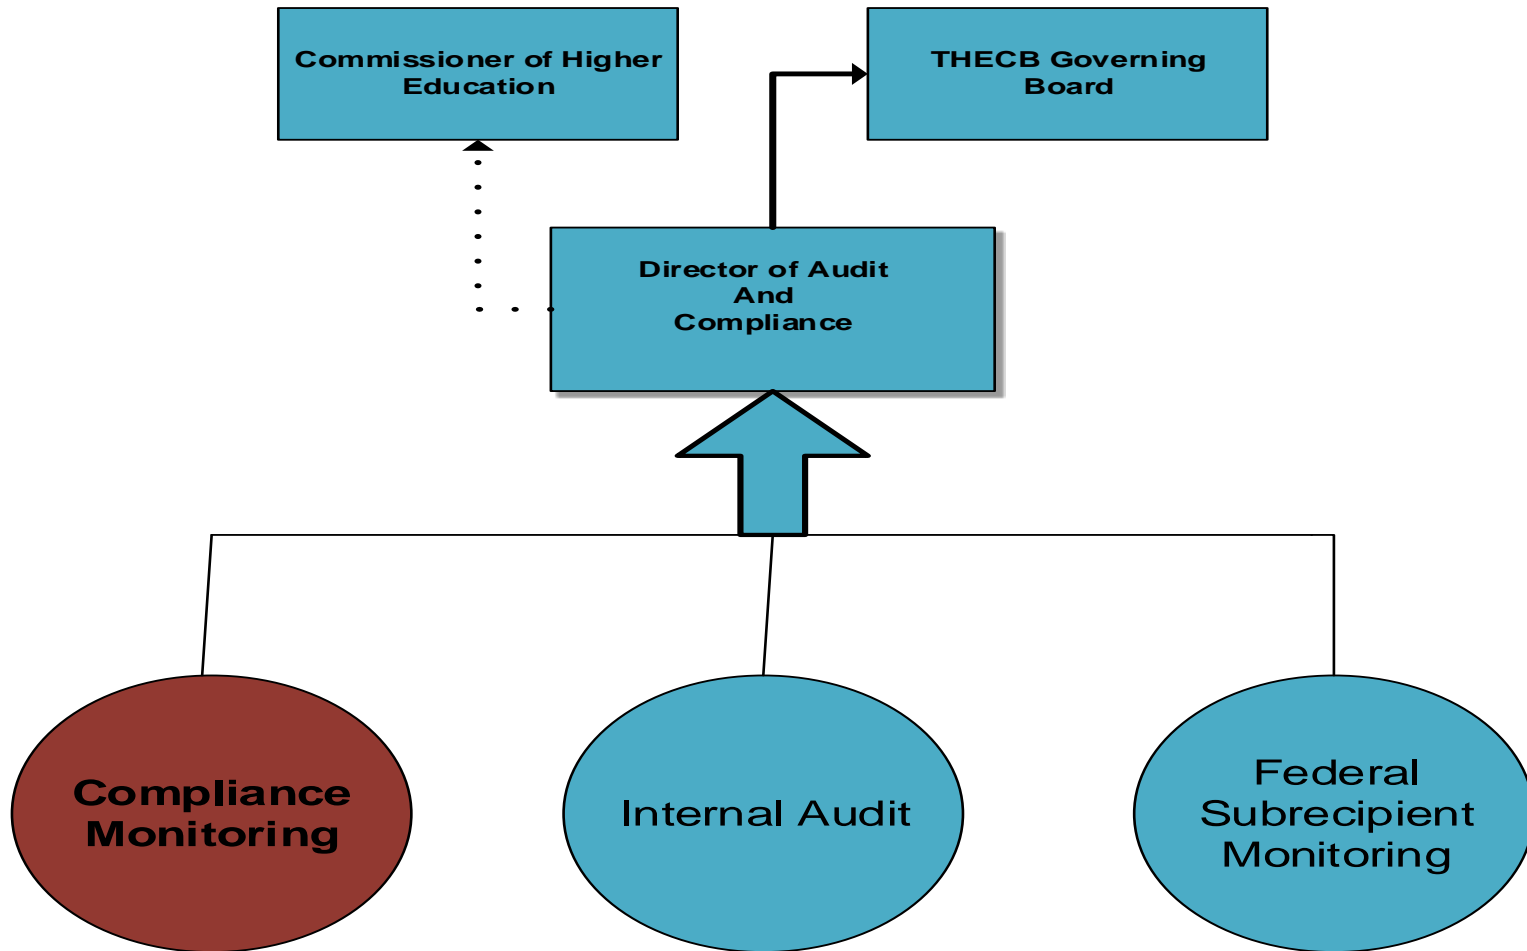 Commissioner of Higher
Education
THECB Governing
Board
Director of Audit
And
Compliance
Compliance
Monitoring
Internal Audit
Federal
Subrecipient
Monitoring